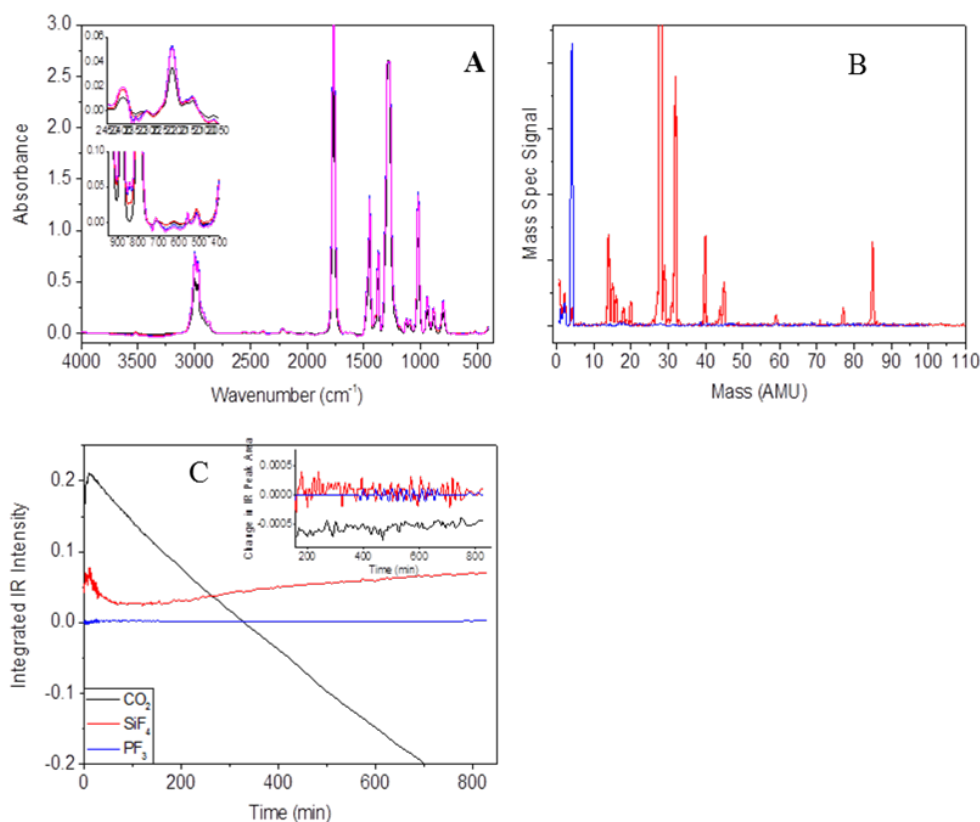 A
3.0
2.5
2.0
1.5
1.0
0.5
0.0
Absorbance
4000 3500 3000 2500 2000 1500 1000 500
Wavenumber (cm⁻¹)
0.06
0.04
0.02
0.00
0.10
0.05
0.00
900 800 700 600 500 400
B
Mass Spec Signal
0 10 20 30 40 50 60 70 80 90 100 110
Mass (AMU)
C
0.2
0.1
0.0
-0.1
-0.2
Integrated IR Intensity
0 200 400 600 800
Time (min)
CO₂
SiF₄
PF₃
Change in IR Peak Area
0.0005
0.0000
-0.0005
200 400 600 800
Time (min)